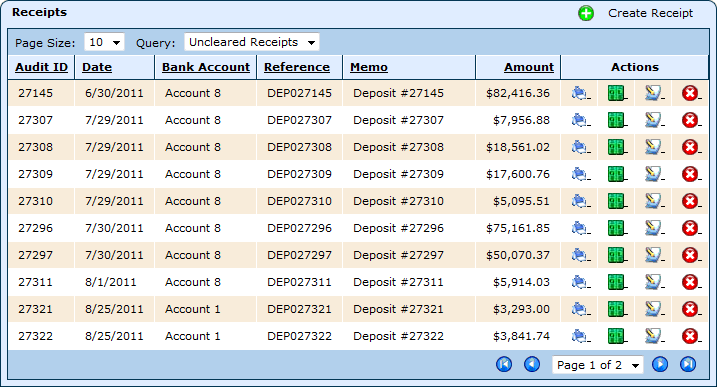 Receipts Create Receipt
Page Size: 10 Query: Uncleared Receipts
Audit ID Date Bank Account Reference Memo Amount Actions
27145 6/30/2011 Account 8 DEP027145 Deposit #27145 $82,416.36
27307 7/29/2011 Account 8 DEP027307 Deposit #27307 $7,956.88
27308 7/29/2011 Account 8 DEP027308 Deposit #27308 $18,561.02
27309 7/29/2011 Account 8 DEP027309 Deposit #27309 $17,600.76
27310 7/29/2011 Account 8 DEP027310 Deposit #27310 $5,095.51
27296 7/30/2011 Account 8 DEP027296 Deposit #27296 $75,161.85
27297 7/30/2011 Account 8 DEP027297 Deposit #27297 $50,070.37
27311 8/1/2011 Account 8 DEP027311 Deposit #27311 $5,914.03
27321 8/25/2011 Account 1 DEP027321 Deposit #27321 $3,293.00
27322 8/25/2011 Account 1 DEP027322 Deposit #27322 $3,841.74
Page 1 of 2